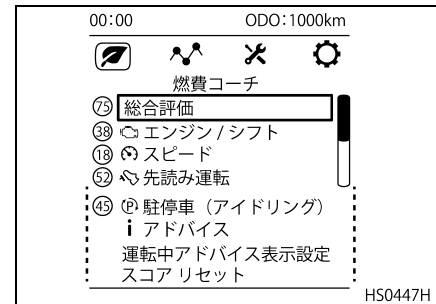 00:00 ODO:1000km
燃費コーチ
75 総合評価
38 エンジン / シフト
18 スピード
52 先読み運転
45 P 駐停車（アイドリング）
i アドバイス
運転中アドバイス表示設定
スコア リセット
HS0447H